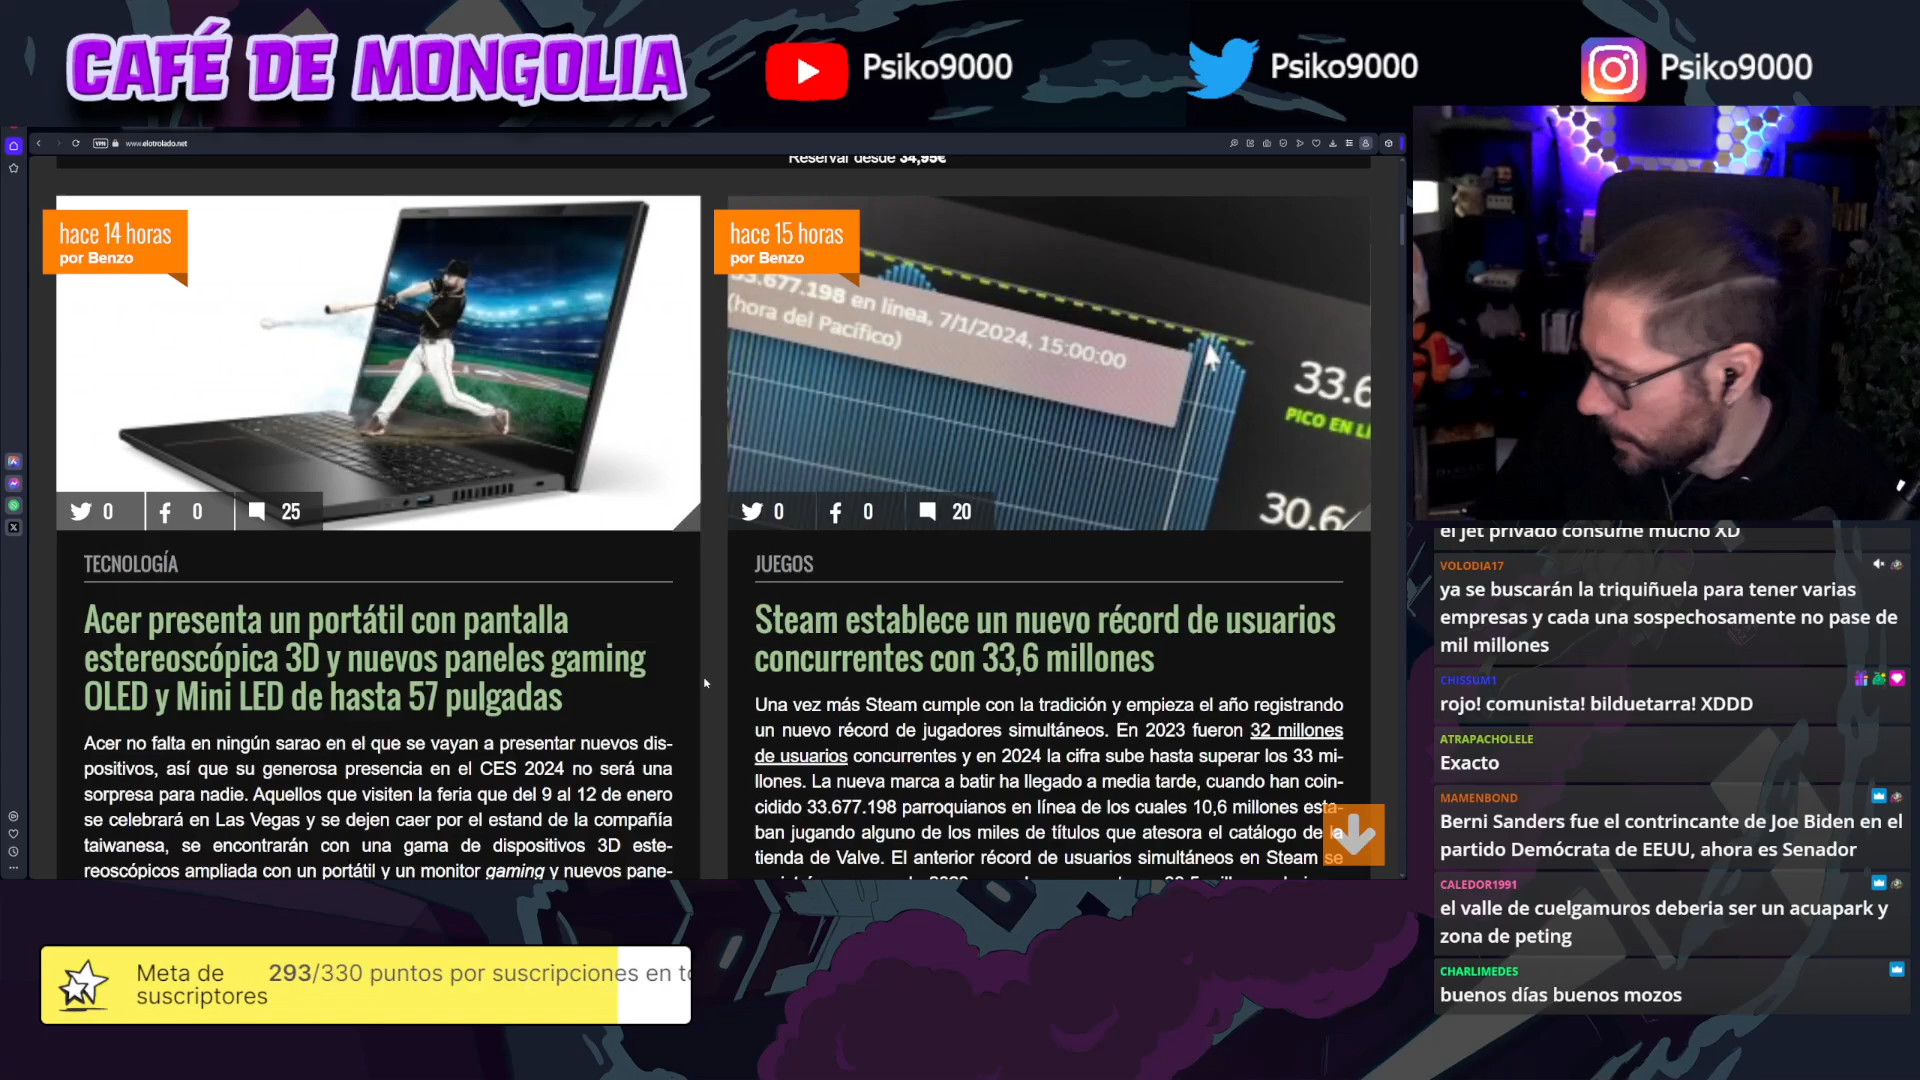 CAFÉ DE MONGOLIA
Psiko9000
Psiko9000
Psiko9000
VPN
www.elotrolado.net
Reservar desde 34,95€
hace 14 horas
por Benzo
0
0
25
TECNOLOGÍA
Acer presenta un portátil con pantalla
estereoscópica 3D y nuevos paneles gaming
OLED y Mini LED de hasta 57 pulgadas
Acer no falta en ningún sarao en el que se vayan a presentar nuevos dis-
positivos, así que su generosa presencia en el CES 2024 no será una
sorpresa para nadie. Aquellos que visiten la feria que del 9 al 12 de enero
se celebrará en Las Vegas y se dejen caer por el estand de la compañía
taiwanesa, se encontrarán con una gama de dispositivos 3D este-
reoscópicos ampliada con un portátil y un monitor gaming y nuevos pane-
hace 15 horas
por Benzo
33.677.198 en línea, 7/1/2024, 15:00:00
(hora del Pacífico)
33.6
PICO EN LÍ
30.6
0
0
20
JUEGOS
Steam establece un nuevo récord de usuarios
concurrentes con 33,6 millones
Una vez más Steam cumple con la tradición y empieza el año registrando
un nuevo récord de jugadores simultáneos. En 2023 fueron 32 millones
de usuarios concurrentes y en 2024 la cifra sube hasta superar los 33 mi-
llones. La nueva marca a batir ha llegado a media tarde, cuando han coin-
cidido 33.677.198 parroquianos en línea de los cuales 10,6 millones esta-
ban jugando alguno de los miles de títulos que atesora el catálogo de la
tienda de Valve. El anterior récord de usuarios simultáneos en Steam se
el jet privado consume mucho XD
VOLODIA17
ya se buscarán la triquiñuela para tener varias
empresas y cada una sospechosamente no pase de
mil millones
CHISSUM1
rojo! comunista! bilduetarra! XDDD
ATRAPACHOLELE
Exacto
MAMENBOND
Berni Sanders fue el contrincante de Joe Biden en el
partido Demócrata de EEUU, ahora es Senador
CALEDOR1991
el valle de cuelgamuros deberia ser un acuapark y
zona de peting
CHARLIMEDES
buenos días buenos mozos
Meta de
suscriptores
293/330 puntos por suscripciones en to